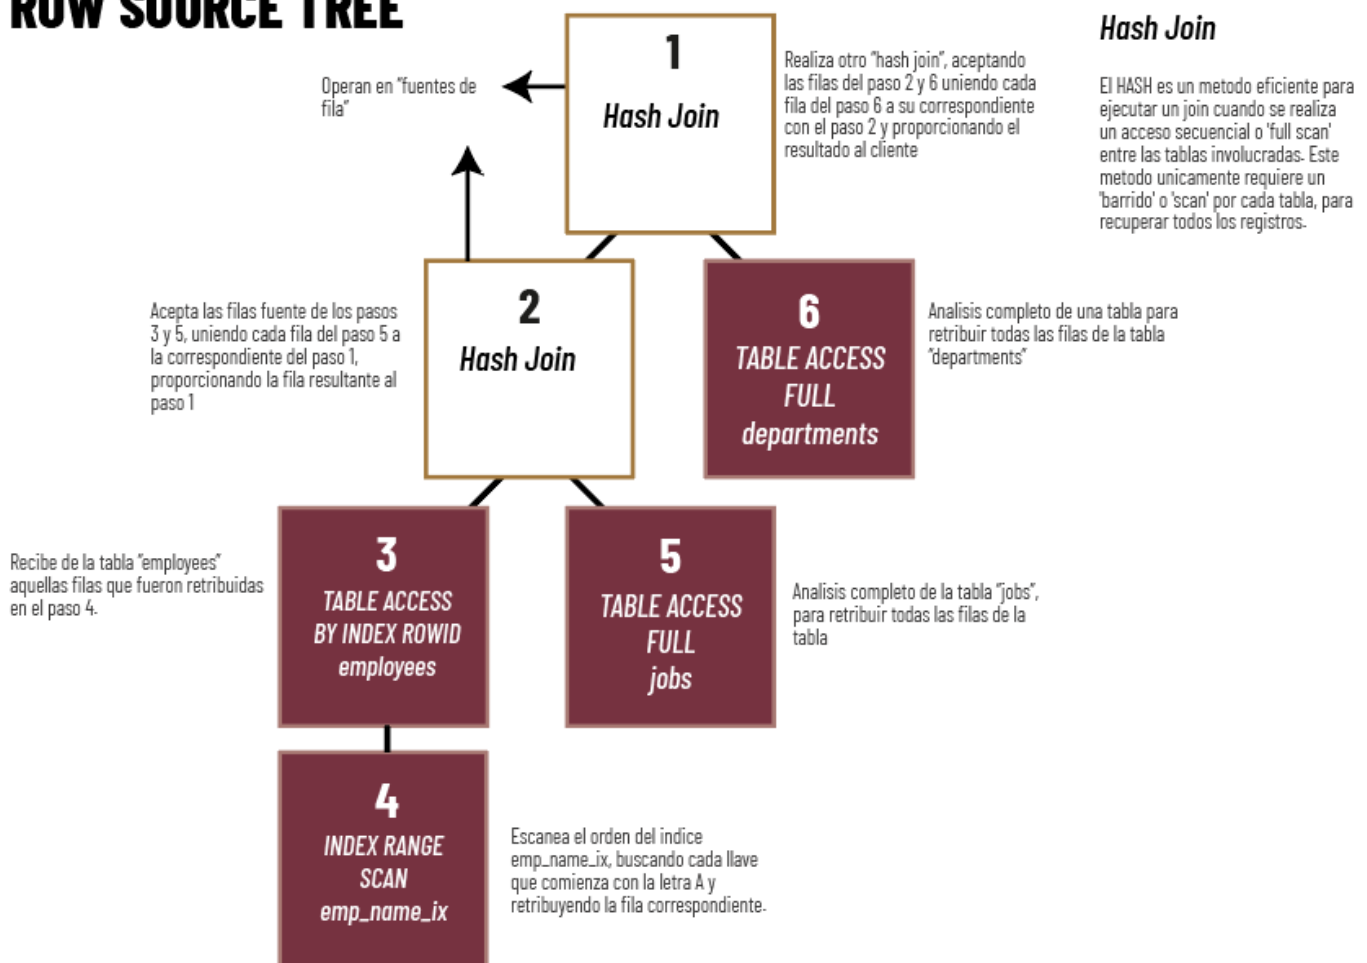 ROW SOURCE TREE
Operan en "fuentes de
fila"
1
Hash Join
Realiza otro "hash join", aceptando
las filas del paso 2 y 6 uniendo cada
fila del paso 6 a su correspondiente
con el paso 2 y proporcionando el
resultado al cliente
Hash Join
El HASH es un metodo eficiente para
ejecutar un join cuando se realiza
un acceso secuencial o 'full scan'
entre las tablas involucradas. Este
metodo unicamente requiere un
'barrido' o 'scan' por cada tabla, para
recuperar todos los registros.
Acepta las filas fuente de los pasos
3 y 5, uniendo cada fila del paso 5 a
la correspondiente del paso 1,
proporcionando la fila resultante al
paso 1
2
Hash Join
6
TABLE ACCESS
FULL
departments
Analisis completo de una tabla para
retribuir todas las filas de la tabla
"departments"
Recibe de la tabla "employees"
aquellas filas que fueron retribuidas
en el paso 4.
3
TABLE ACCESS
BY INDEX ROWID
employees
5
TABLE ACCESS
FULL
jobs
Analisis completo de la tabla "jobs",
para retribuir todas las filas de la
tabla
4
INDEX RANGE
SCAN
emp_name_ix
Escanea el orden del indice
emp_name_ix, buscando cada llave
que comienza con la letra A y
retribuyendo la fila correspondiente.